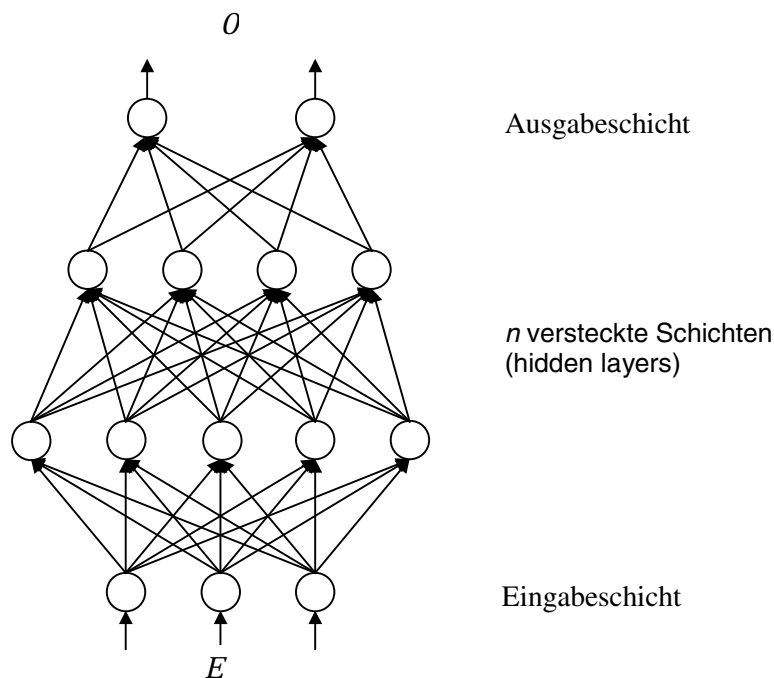 O
Ausgabeschicht
n versteckte Schichten
(hidden layers)
Eingabeschicht
E